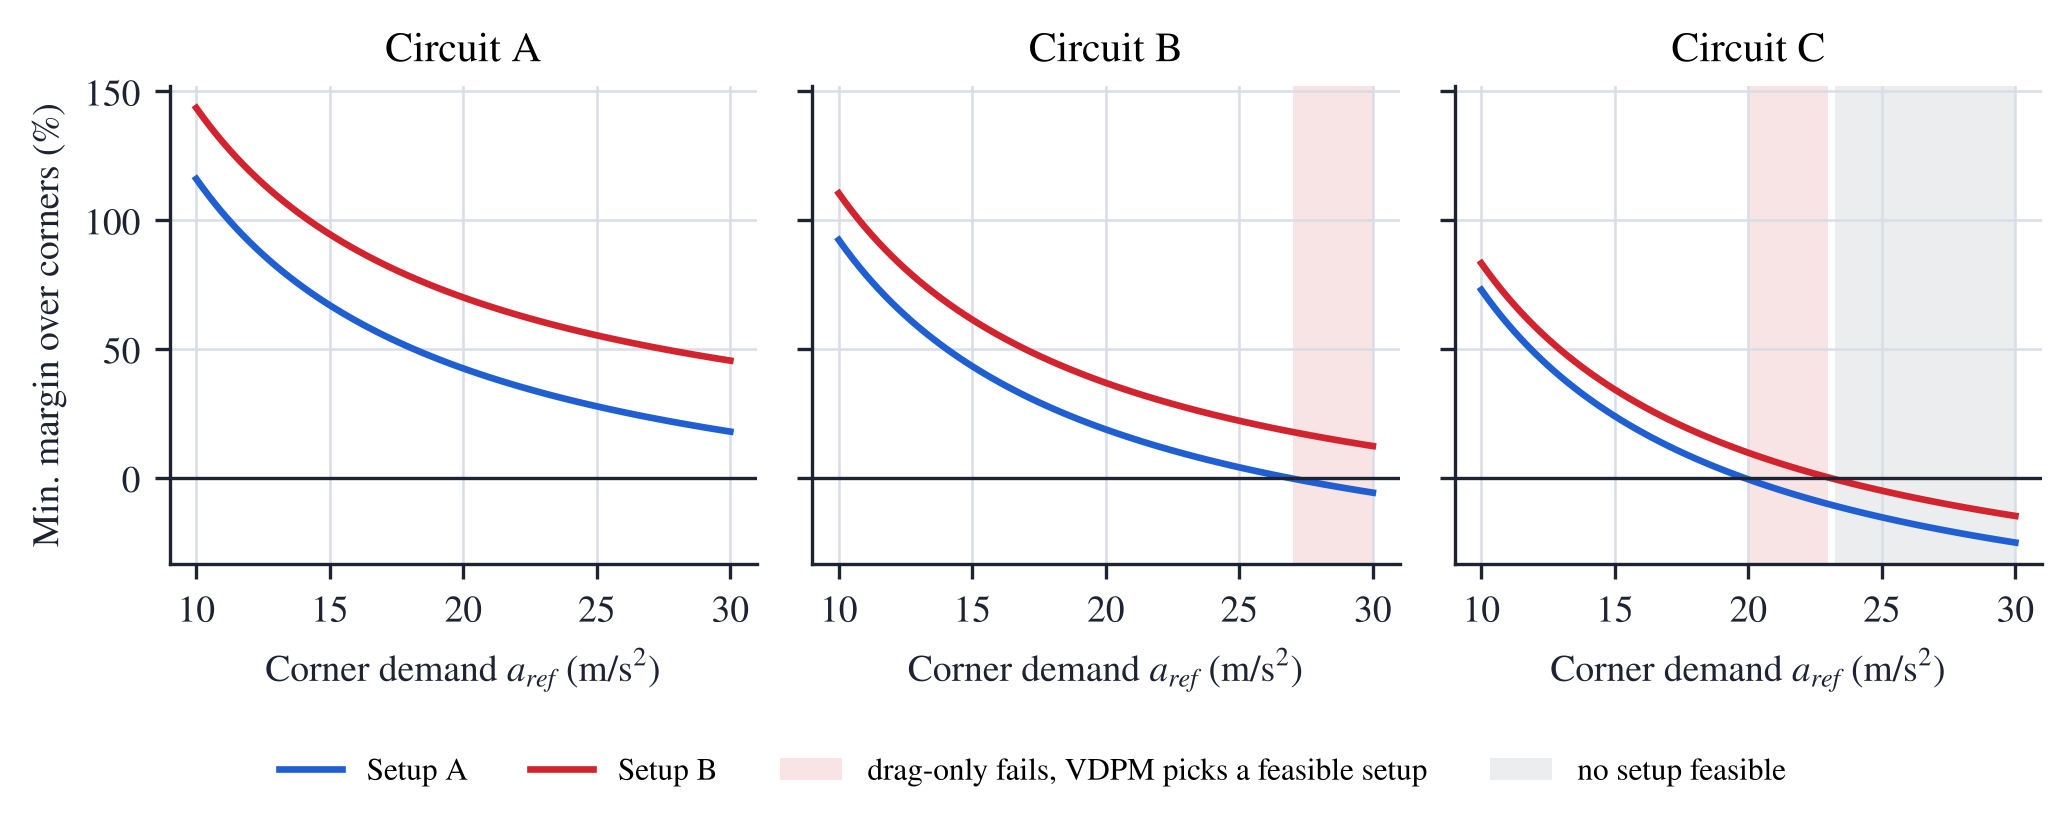 Circuit A
Circuit B
Circuit C
Min. margin over corners (%)
150
100
50
0
10 15 20 25 30
10 15 20 25 30
10 15 20 25 30
Corner demand a_ref (m/s²)
Corner demand a_ref (m/s²)
Corner demand a_ref (m/s²)
Setup A
Setup B
drag-only fails, VDPM picks a feasible setup
no setup feasible